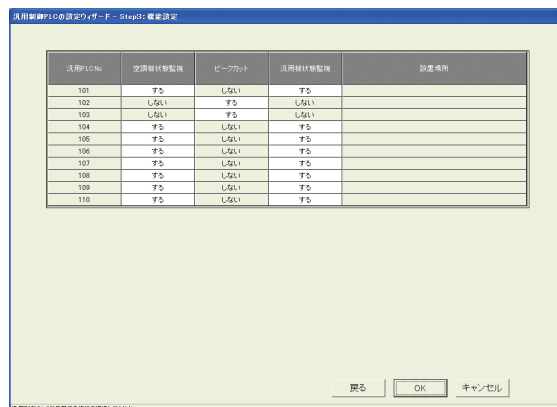 汎用制御PLCの設定ウィザード - Step3:機能設定
汎用PLCNo 空調機状態監視 ピークカット 汎用機状態監視 設置場所
101 する しない する
102 しない する しない
103 しない する しない
104 する しない する
105 する しない する
106 する しない する
107 する しない する
108 する しない する
109 する しない する
110 する しない する
戻る OK キャンセル